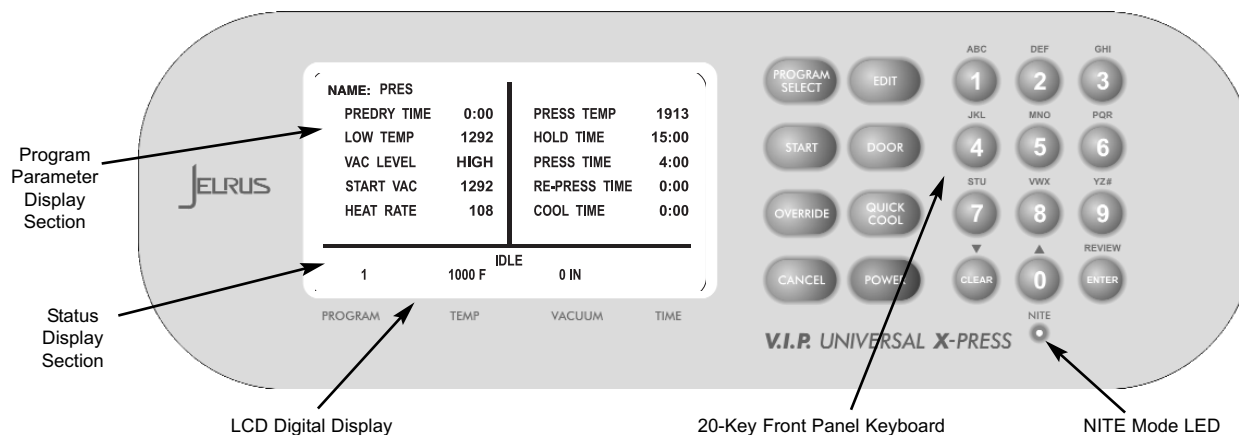 NAME: PRES
PREDRY TIME 0:00
LOW TEMP 1292
VAC LEVEL HIGH
START VAC 1292
HEAT RATE 108
PRESS TEMP 1913
HOLD TIME 15:00
PRESS TIME 4:00
RE-PRESS TIME 0:00
COOL TIME 0:00
IDLE
1 1000 F 0 IN
PROGRAM TEMP VACUUM TIME
Program
Parameter
Display
Section
JELRUS
Status
Display
Section
PROGRAM
SELECT
EDIT
START
DOOR
OVERRIDE
QUICK
COOL
CANCEL
POWER
ABC DEF GHI
1 2 3
JKL MNO PQR
4 5 6
STU VWX YZ#
7 8 9
▼ ▲ REVIEW
CLEAR 0 ENTER
NITE
V.I.P. UNIVERSAL X-PRESS
LCD Digital Display
20-Key Front Panel Keyboard
NITE Mode LED